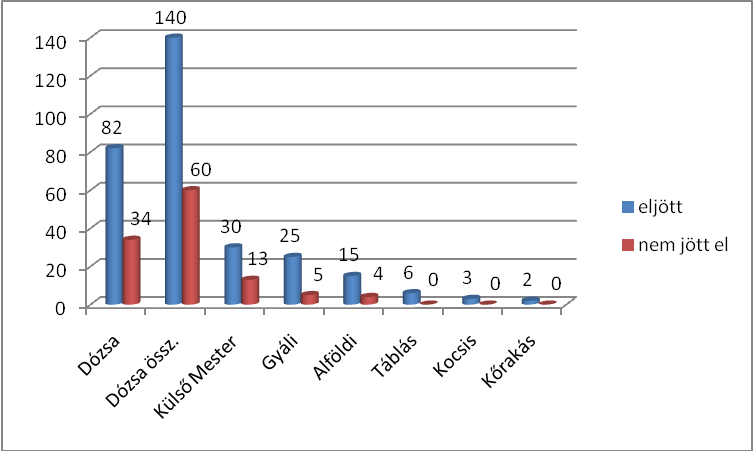 140
120
100
80
60
40
20
0
82
34
140
60
30
13
25
5
15
4
6
0
3
0
2
0
Dózsa
Dózsa össz.
Külső Mester
Gyáli
Alföldi
Táblás
Kocsis
Kőrakás
eljött
nem jött el